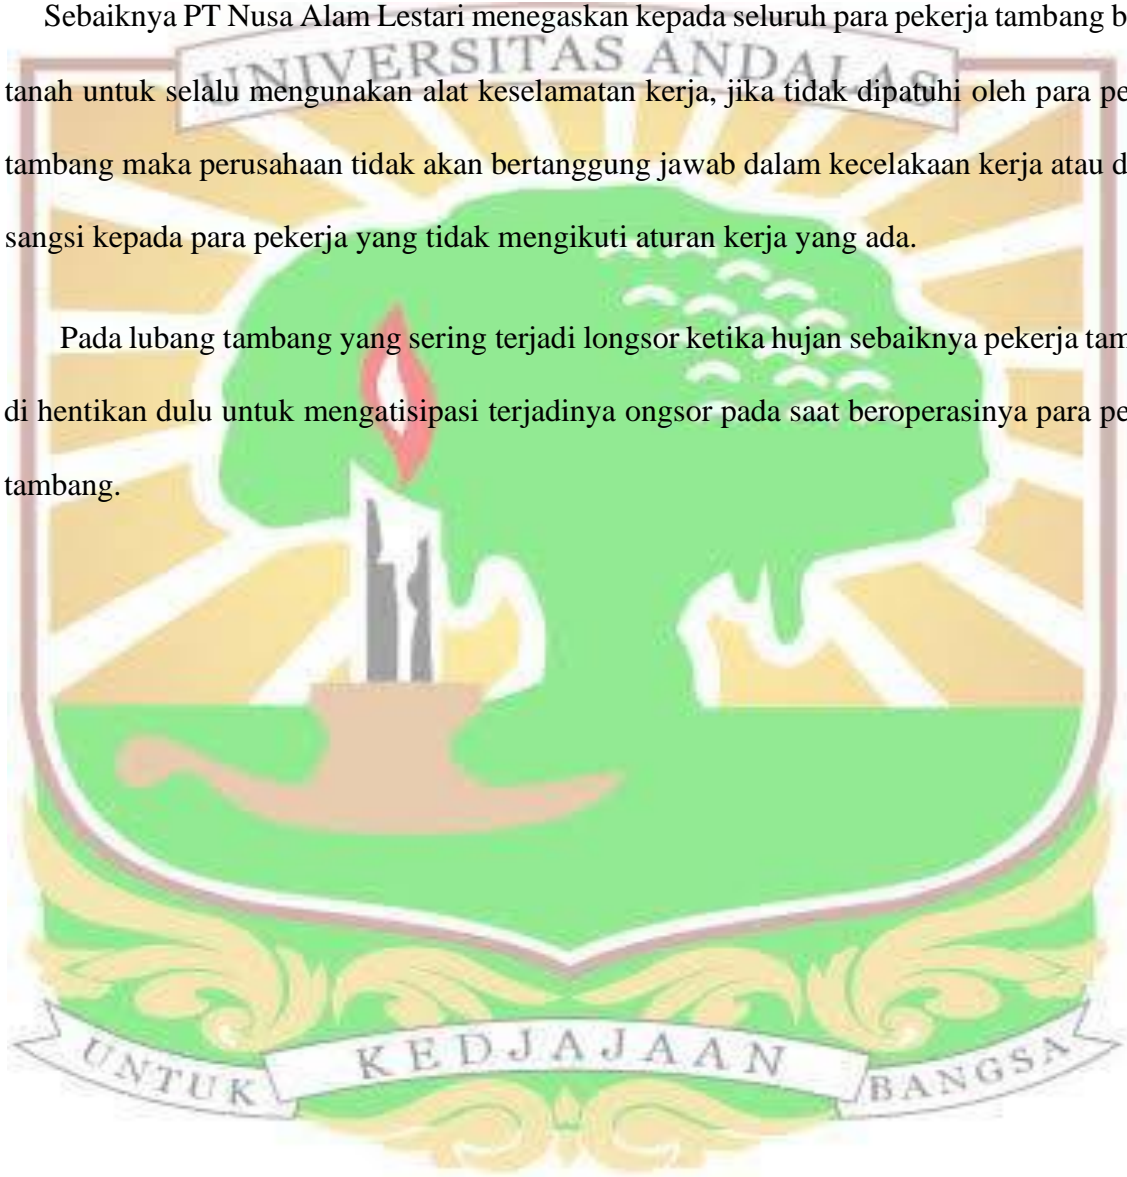 Sebaiknya PT Nusa Alam Lestari menegaskan kepada seluruh para pekerja tambang b
UNIVERSITAS ANDALAS
tanah untuk selalu mengunakan alat keselamatan kerja, jika tidak dipatuhi oleh para pe
tambang maka perusahaan tidak akan bertanggung jawab dalam kecelakaan kerja atau d
sangsi kepada para pekerja yang tidak mengikuti aturan kerja yang ada.
Pada lubang tambang yang sering terjadi longsor ketika hujan sebaiknya pekerja tam
di hentikan dulu untuk mengatisipasi terjadinya ongsor pada saat beroperasinya para pe
tambang.
UNTUK KEDJAJAAN BANGSA